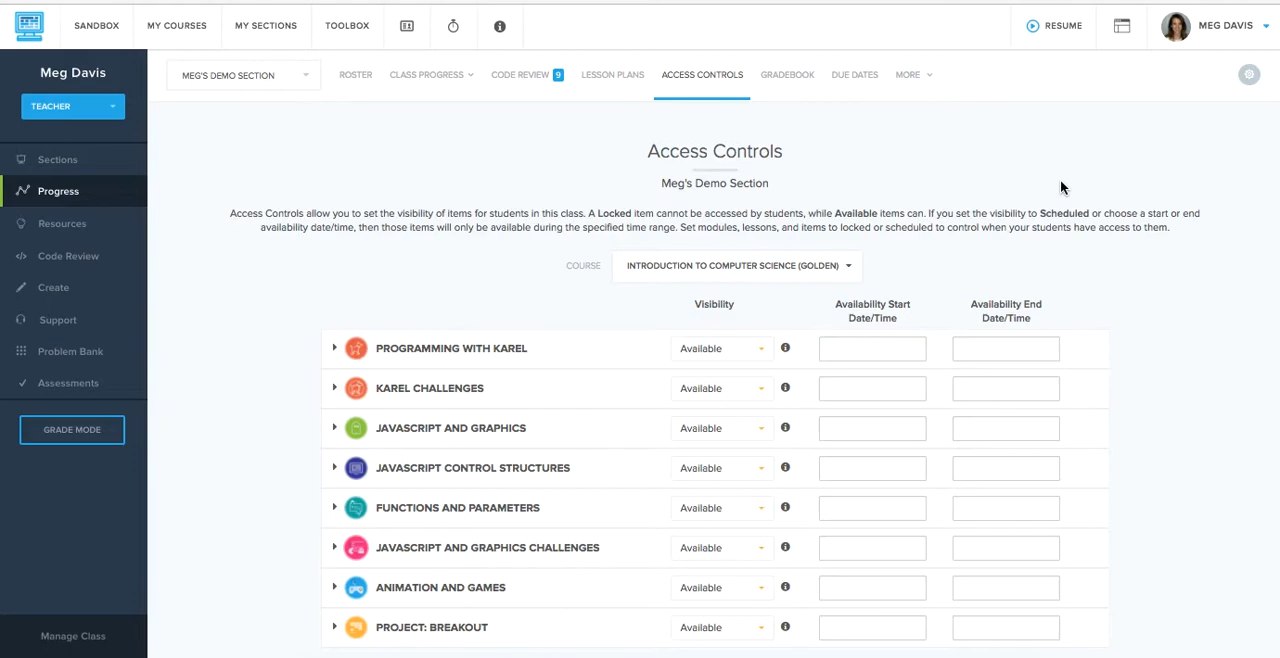 SANDBOX MY COURSES MY SECTIONS TOOLBOX RESUME MEG DAVIS
Meg Davis
TEACHER
Sections
Progress
Resources
Code Review
Create
Support
Problem Bank
Assessments
GRADE MODE
Manage Class
MEG'S DEMO SECTION ROSTER CLASS PROGRESS CODE REVIEW 9 LESSON PLANS ACCESS CONTROLS GRADEBOOK DUE DATES MORE
Access Controls
Meg's Demo Section
Access Controls allow you to set the visibility of items for students in this class. A Locked item cannot be accessed by students, while Available items can. If you set the visibility to Scheduled or choose a start or end
availability date/time, then those items will only be available during the specified time range. Set modules, lessons, and items to locked or scheduled to control when your students have access to them.
COURSE INTRODUCTION TO COMPUTER SCIENCE (GOLDEN)
Visibility Availability Start Availability End
Date/Time Date/Time
PROGRAMMING WITH KAREL Available
KAREL CHALLENGES Available
JAVASCRIPT AND GRAPHICS Available
JAVASCRIPT CONTROL STRUCTURES Available
FUNCTIONS AND PARAMETERS Available
JAVASCRIPT AND GRAPHICS CHALLENGES Available
ANIMATION AND GAMES Available
PROJECT: BREAKOUT Available